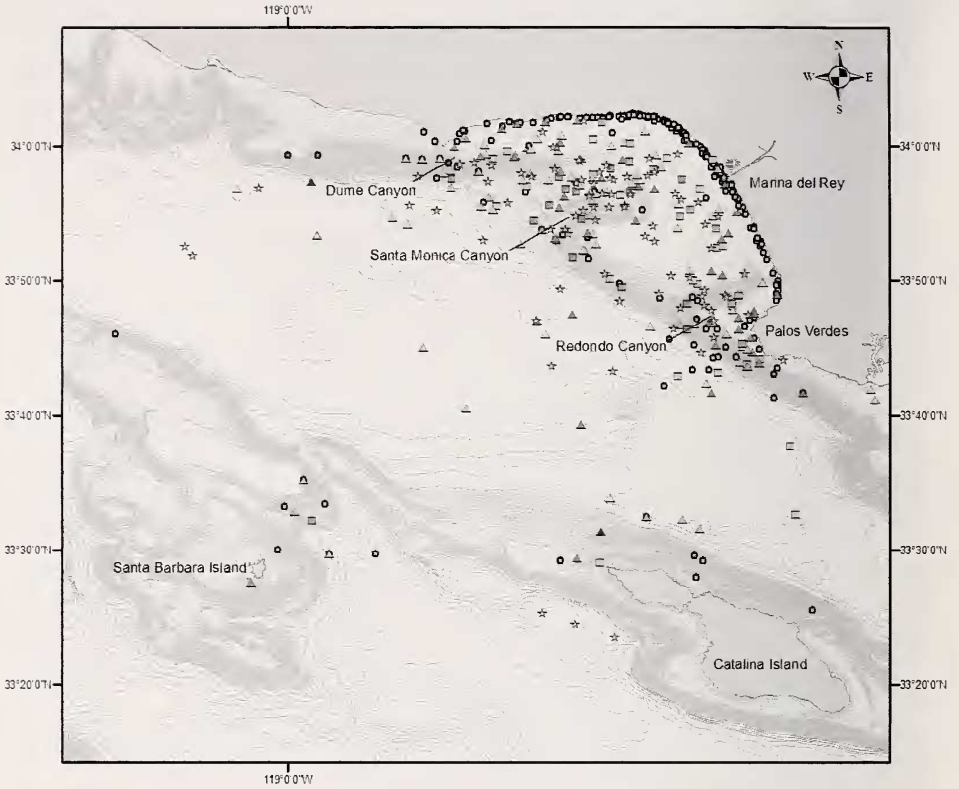 119°0'0"W
N
W E
S
34°0'0"N 34°0'0"N
Dume Canyon
Marina del Rey
Santa Monica Canyon
33°50'0"N 33°50'0"N
Palos Verdes
Redondo Canyon
33°40'0"N 33°40'0"N
33°30'0"N 33°30'0"N
Santa Barbara Island
Catalina Island
33°20'0"N 33°20'0"N
119°0'0"W